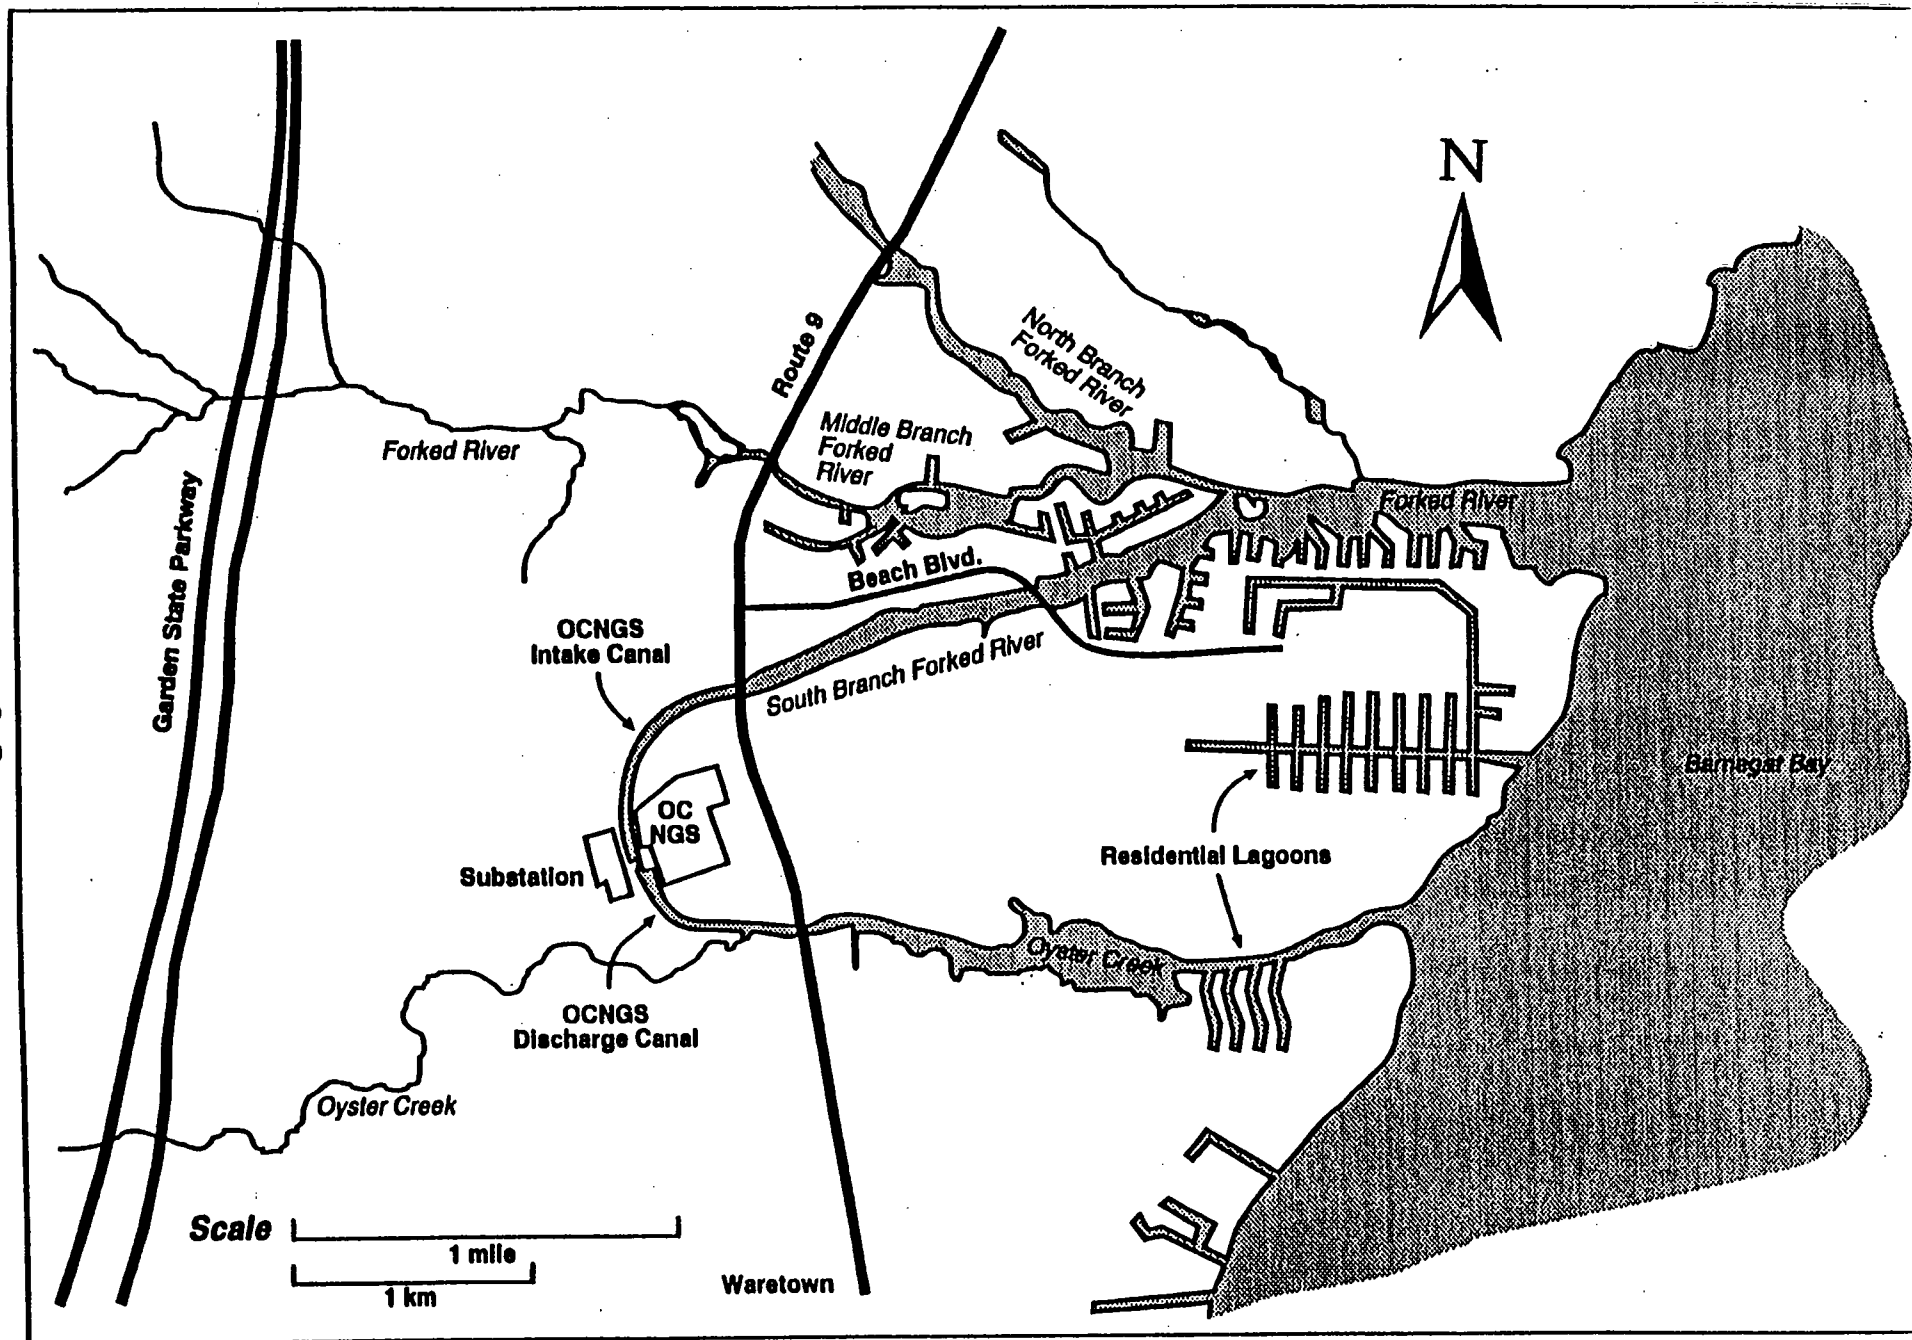 N
Route 9
North Branch
Forked River
Middle Branch
Forked
River
Forked River
Forked River
Garden State Parkway
Beach Blvd.
OCNGS
Intake Canal
South Branch Forked River
Barnegat Bay
OC
NGS
Substation
Residential Lagoons
Oyster Creek
OCNGS
Discharge Canal
Oyster Creek
Scale
1 mile
1 km
Waretown